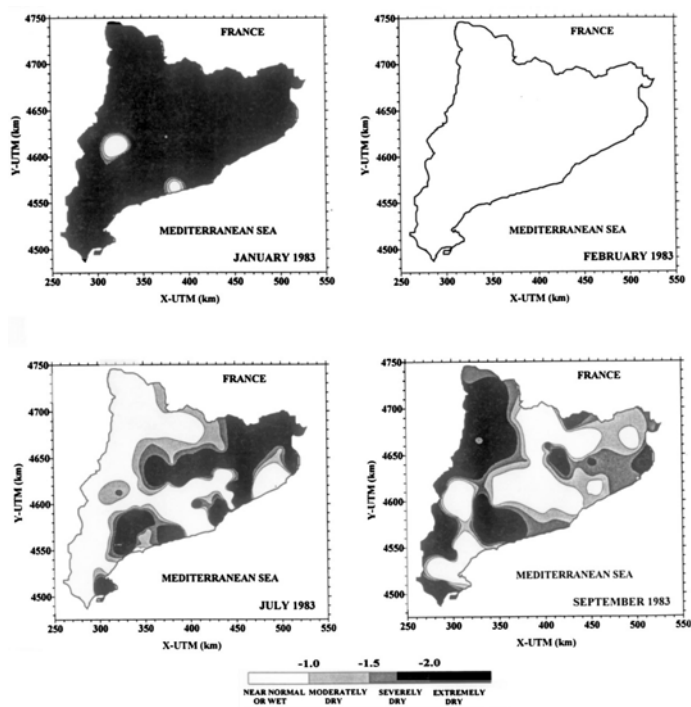 FRANCE
4750
4700
4650
4600
4550
4500
Y-UTM (km)
MEDITERRANEAN SEA
JANUARY 1983
250 300 350 400 450 500 550
X-UTM (km)
FRANCE
4750
4700
4650
4600
4550
4500
Y-UTM (km)
MEDITERRANEAN SEA
FEBRUARY 1983
250 300 350 400 450 500 550
X-UTM (km)
FRANCE
4750
4700
4650
4600
4550
4500
Y-UTM (km)
MEDITERRANEAN SEA
JULY 1983
250 300 350 400 450 500 550
X-UTM (km)
FRANCE
4750
4700
4650
4600
4550
4500
Y-UTM (km)
MEDITERRANEAN SEA
SEPTEMBER 1983
250 300 350 400 450 500 550
X-UTM (km)
-1.0 -1.5 -2.0
NEAR NORMAL MODERATELY SEVERELY EXTREMELY
OR WET DRY DRY DRY